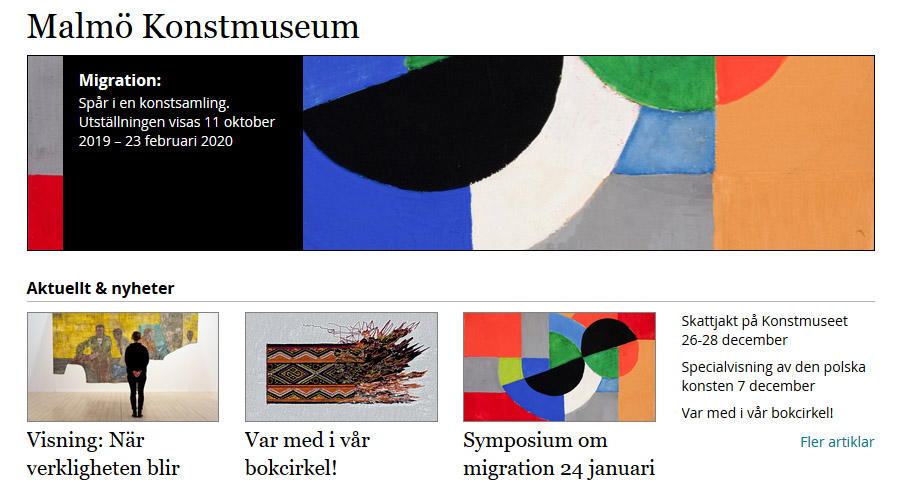 Malmö Konstmuseum
Migration:
Spår i en konstsamling.
Utställningen visas 11 oktober
2019 – 23 februari 2020
Aktuellt & nyheter
Visning: När
verkligheten blir
Var med i vår
bokcirkel!
Symposium om
migration 24 januari
Skattjakt på Konstmuseet
26-28 december
Specialvisning av den polska
konsten 7 december
Var med i vår bokcirkel!
Fler artiklar